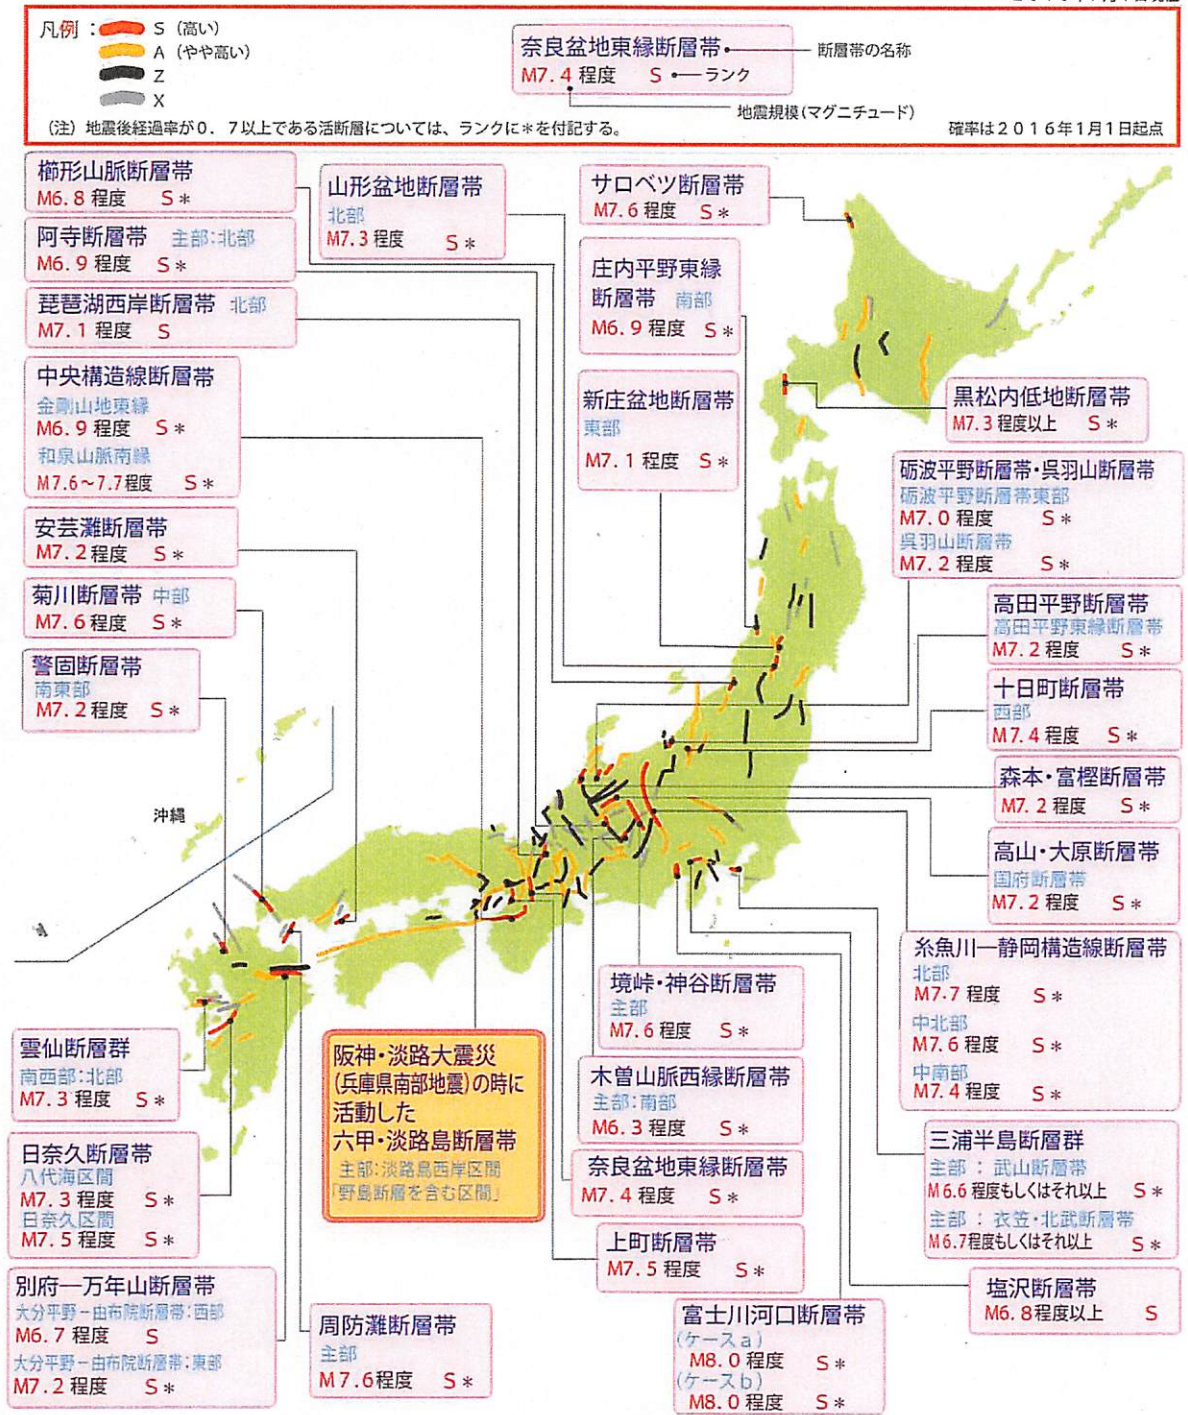 凡例：
S（高い）
A（やや高い）
Z
X
奈良盆地東縁断層帯
断層帯の名称
M7.4 程度 S
ランク
地震規模(マグニチュード)
（注）地震後経過率が0．7以上である活断層については、ランクに＊を付記する。
確率は2016年1月1日起点
櫛形山脈断層帯
M6.8 程度 S＊
阿寺断層帯 主部:北部
M6.9 程度 S＊
琵琶湖西岸断層帯 北部
M7.1 程度 S
中央構造線断層帯
金剛山地東縁
M6.9 程度 S＊
和泉山脈南縁
M7.6～7.7程度 S＊
安芸灘断層帯
M7.2 程度 S＊
菊川断層帯 中部
M7.6 程度 S＊
警固断層帯
南東部
M7.2 程度 S＊
山形盆地断層帯
北部
M7.3 程度 S＊
サロベツ断層帯
M7.6 程度 S＊
庄内平野東縁
断層帯 南部
M6.9 程度 S＊
新庄盆地断層帯
東部
M7.1 程度 S＊
黒松内低地断層帯
M7.3 程度以上 S＊
砺波平野断層帯・呉羽山断層帯
砺波平野断層帯東部
M7.0 程度 S＊
呉羽山断層帯
M7.2 程度 S＊
高田平野断層帯
高田平野東縁断層帯
M7.2 程度 S＊
十日町断層帯
西部
M7.4 程度 S＊
森本・富樫断層帯
M7.2 程度 S＊
高山・大原断層帯
国府断層帯
M7.2 程度 S＊
糸魚川ー静岡構造線断層帯
北部
M7.7 程度 S＊
中北部
M7.6 程度 S＊
中南部
M7.4 程度 S＊
沖縄
境峠・神谷断層帯
主部
M7.6 程度 S＊
木曽山脈西縁断層帯
主部:南部
M6.3 程度 S＊
奈良盆地東縁断層帯
M7.4 程度 S＊
上町断層帯
M7.5 程度 S＊
三浦半島断層群
主部 ： 武山断層帯
M6.6 程度もしくはそれ以上 S＊
主部 ： 衣笠・北武断層帯
M6.7程度もしくはそれ以上 S＊
塩沢断層帯
M6.8程度以上 S
富士川河口断層帯
(ケースa)
M8.0 程度 S＊
(ケースb)
M8.0 程度 S＊
阪神・淡路大震災
(兵庫県南部地震)の時に
活動した
六甲・淡路島断層帯
主部:淡路島西岸区間
「野島断層を含む区間」
雲仙断層群
南西部:北部
M7.3 程度 S＊
日奈久断層帯
八代海区間
M7.3 程度 S＊
日奈久区間
M7.5 程度 S＊
別府ー万年山断層帯
大分平野－由布院断層帯:西部
M6.7 程度 S
大分平野－由布院断層帯:東部
M7.2 程度 S＊
周防灘断層帯
主部
M7.6程度 S＊